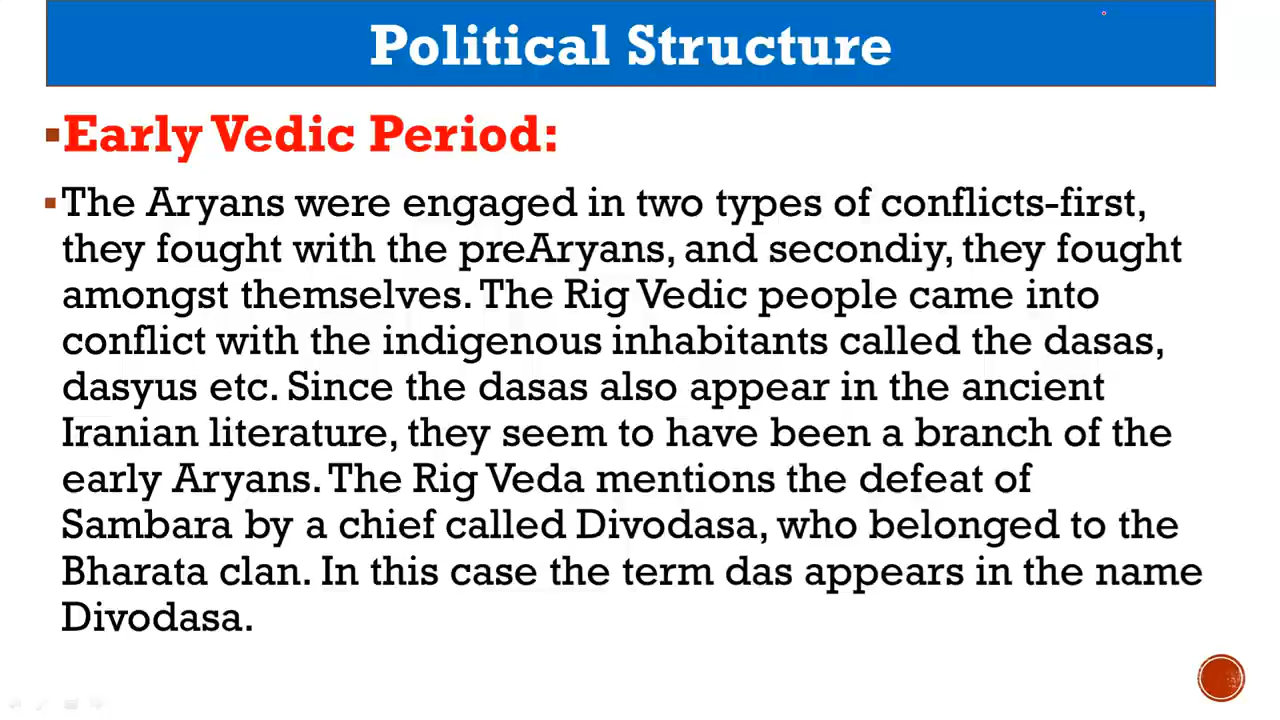 Political Structure
▪Early Vedic Period:
▪The Aryans were engaged in two types of conflicts-first,
they fought with the preAryans, and secondiy, they fought
amongst themselves. The Rig Vedic people came into
conflict with the indigenous inhabitants called the dasas,
dasyus etc. Since the dasas also appear in the ancient
Iranian literature, they seem to have been a branch of the
early Aryans. The Rig Veda mentions the defeat of
Sambara by a chief called Divodasa, who belonged to the
Bharata clan. In this case the term das appears in the name
Divodasa.